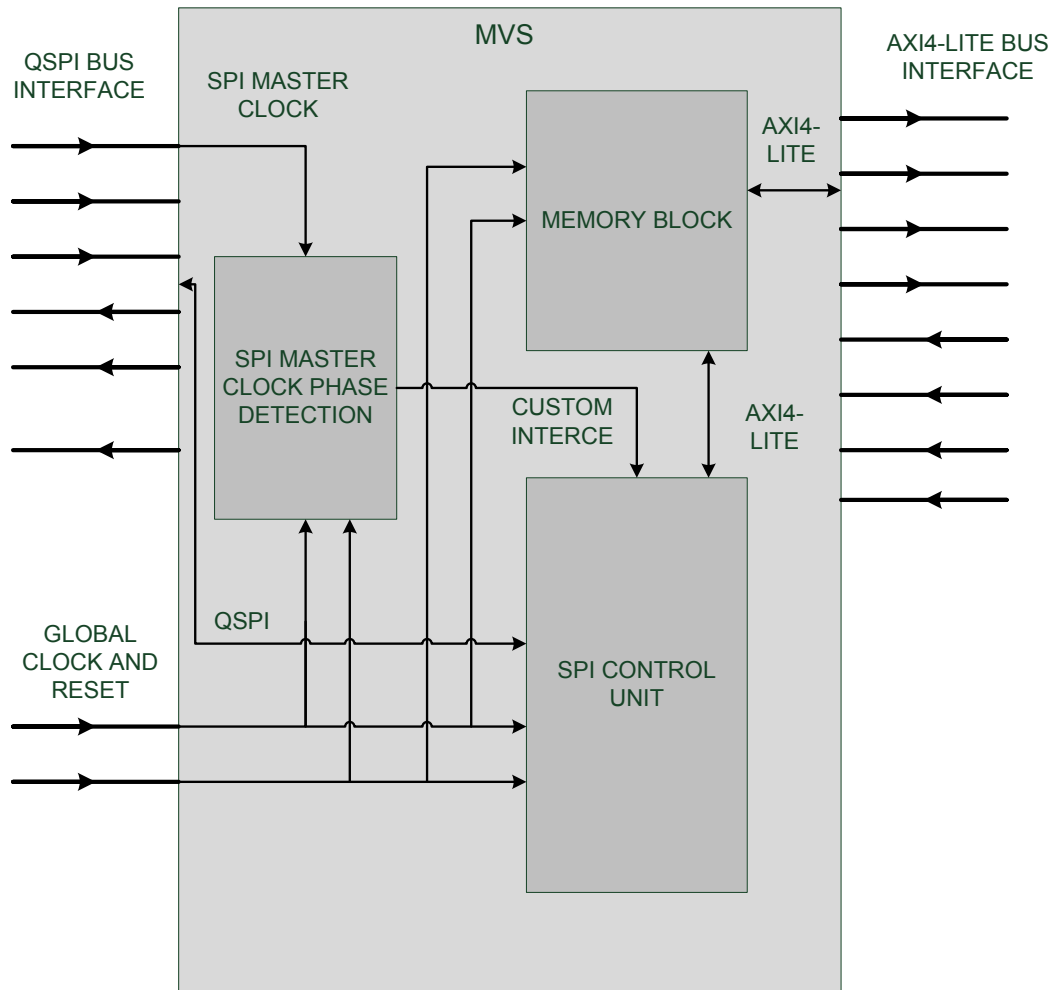 MVS
QSPI BUS
INTERFACE
AXI4-LITE BUS
INTERFACE
SPI MASTER
CLOCK
AXI4-
LITE
MEMORY BLOCK
SPI MASTER
CLOCK PHASE
DETECTION
CUSTOM
INTERCE
AXI4-
LITE
QSPI
GLOBAL
CLOCK AND
RESET
SPI CONTROL
UNIT